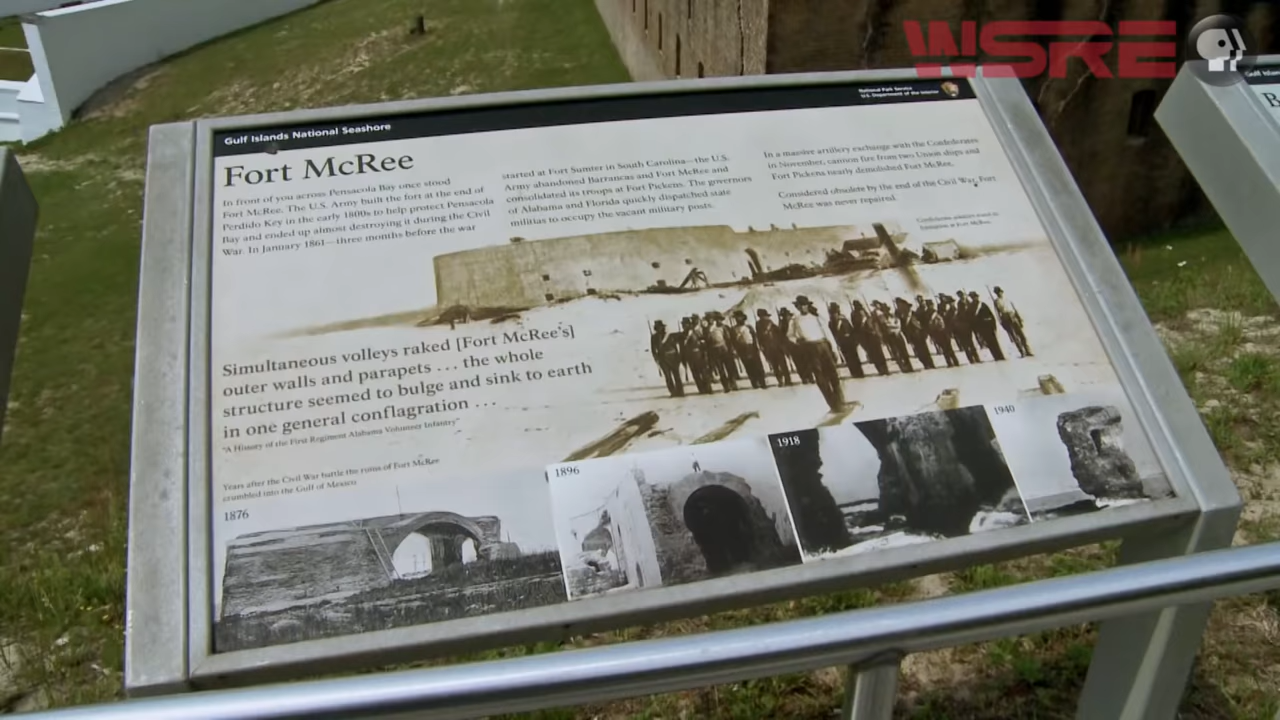 WSRE
National Park Service
U.S. Department of the Interior
Gulf Islands National Seashore
Fort McRee
In front of you across Pensacola Bay once stood
Fort McRee. The U.S. Army built the fort at the end of
Perdido Key in the early 1800s to help protect Pensacola
Bay and ended up almost destroying it during the Civil
War. In January 1861—three months before the war
started at Fort Sumter in South Carolina—the U.S.
Army abandoned Barrancas and Fort McRee and
consolidated its troops at Fort Pickens. The governors
of Alabama and Florida quickly dispatched state
militias to occupy the vacant military posts.
In a massive artillery exchange with the Confederates
in November, cannon fire from two Union ships and
Fort Pickens nearly demolished Fort McRee.
Considered obsolete by the end of the Civil War, Fort
McRee was never repaired.
Simultaneous volleys raked [Fort McRee's]
outer walls and parapets ... the whole
structure seemed to bulge and sink to earth
in one general conflagration ...
"A History of the First Regiment Alabama Volunteer Infantry"
Years after the Civil War battle the ruins of Fort McRee
crumbled into the Gulf of Mexico.
1876
1896
1918
1940